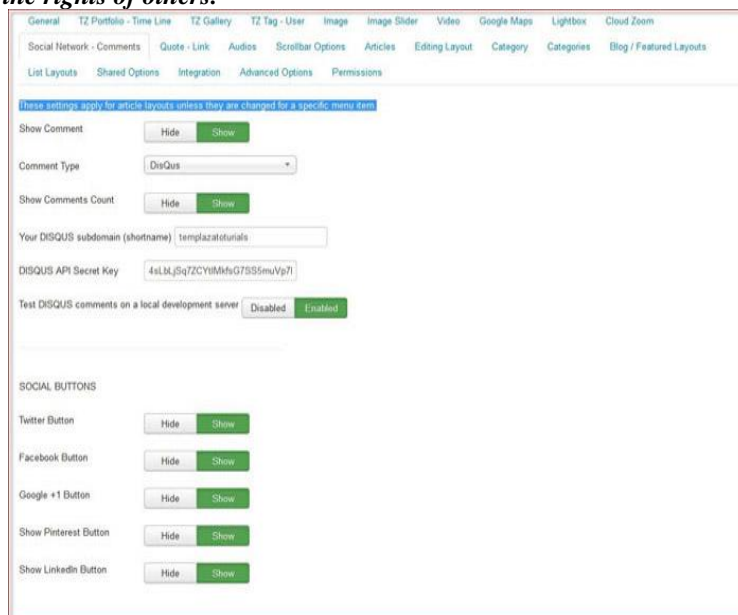 the rights of others.
General TZ Portfolio - Time Line TZ Gallery TZ Tag - User Image Image Slider Video Google Maps Lightbox Cloud Zoom
Social Network - Comments Quote - Link Audios Scrollbar Options Articles Editing Layout Category Categories Blog / Featured Layouts
List Layouts Shared Options Integration Advanced Options Permissions
These settings apply for article layouts unless they are changed for a specific menu item.
Show Comment Hide Show
Comment Type DisQus
Show Comments Count Hide Show
Your DISQUS subdomain (shortname) templazatoturials
DISQUS API Secret Key
Test DISQUS comments on a local development server Disabled Enabled
SOCIAL BUTTONS
Twitter Button Hide Show
Facebook Button Hide Show
Google +1 Button Hide Show
Show Pinterest Button Hide Show
Show LinkedIn Button Hide Show